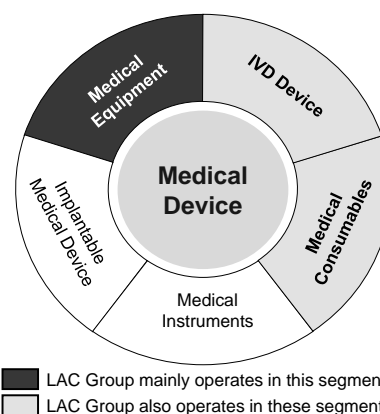 Medical
Equipment
IVD Device
Medical
Consumables
Medical
Instruments
Implantable
Medical Device
Medical
Device
LAC Group mainly operates in this segmen
LAC Group also operates in these segment